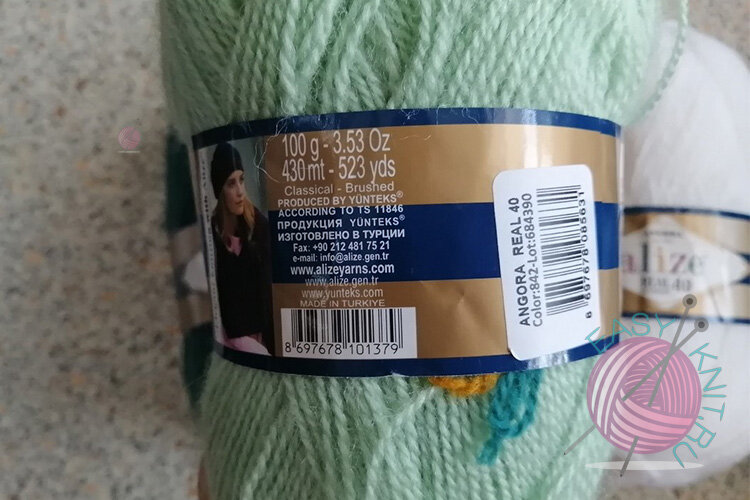 100 g - 3.53 Oz
430 mt - 523 yds
Classical - Brushed
PRODUCED BY YÜNTEKS®
ACCORDING TO TS 11846
ПРОДУКЦИЯ YÜNTEKS®
ИЗГОТОВЛЕНО В ТУРЦИИ
Fax: +90 212 481 75 21
e-mail: info@alize.gen.tr
www.alizeyarns.com
www.alize.gen.tr
www.yunteks.com
MADE IN TURKIYE
8 697678 101379
ANGORA REAL 40
Color:842-Lot:684390
8 697678 085631
alize
REAL 40
EASY-KNIT.RU